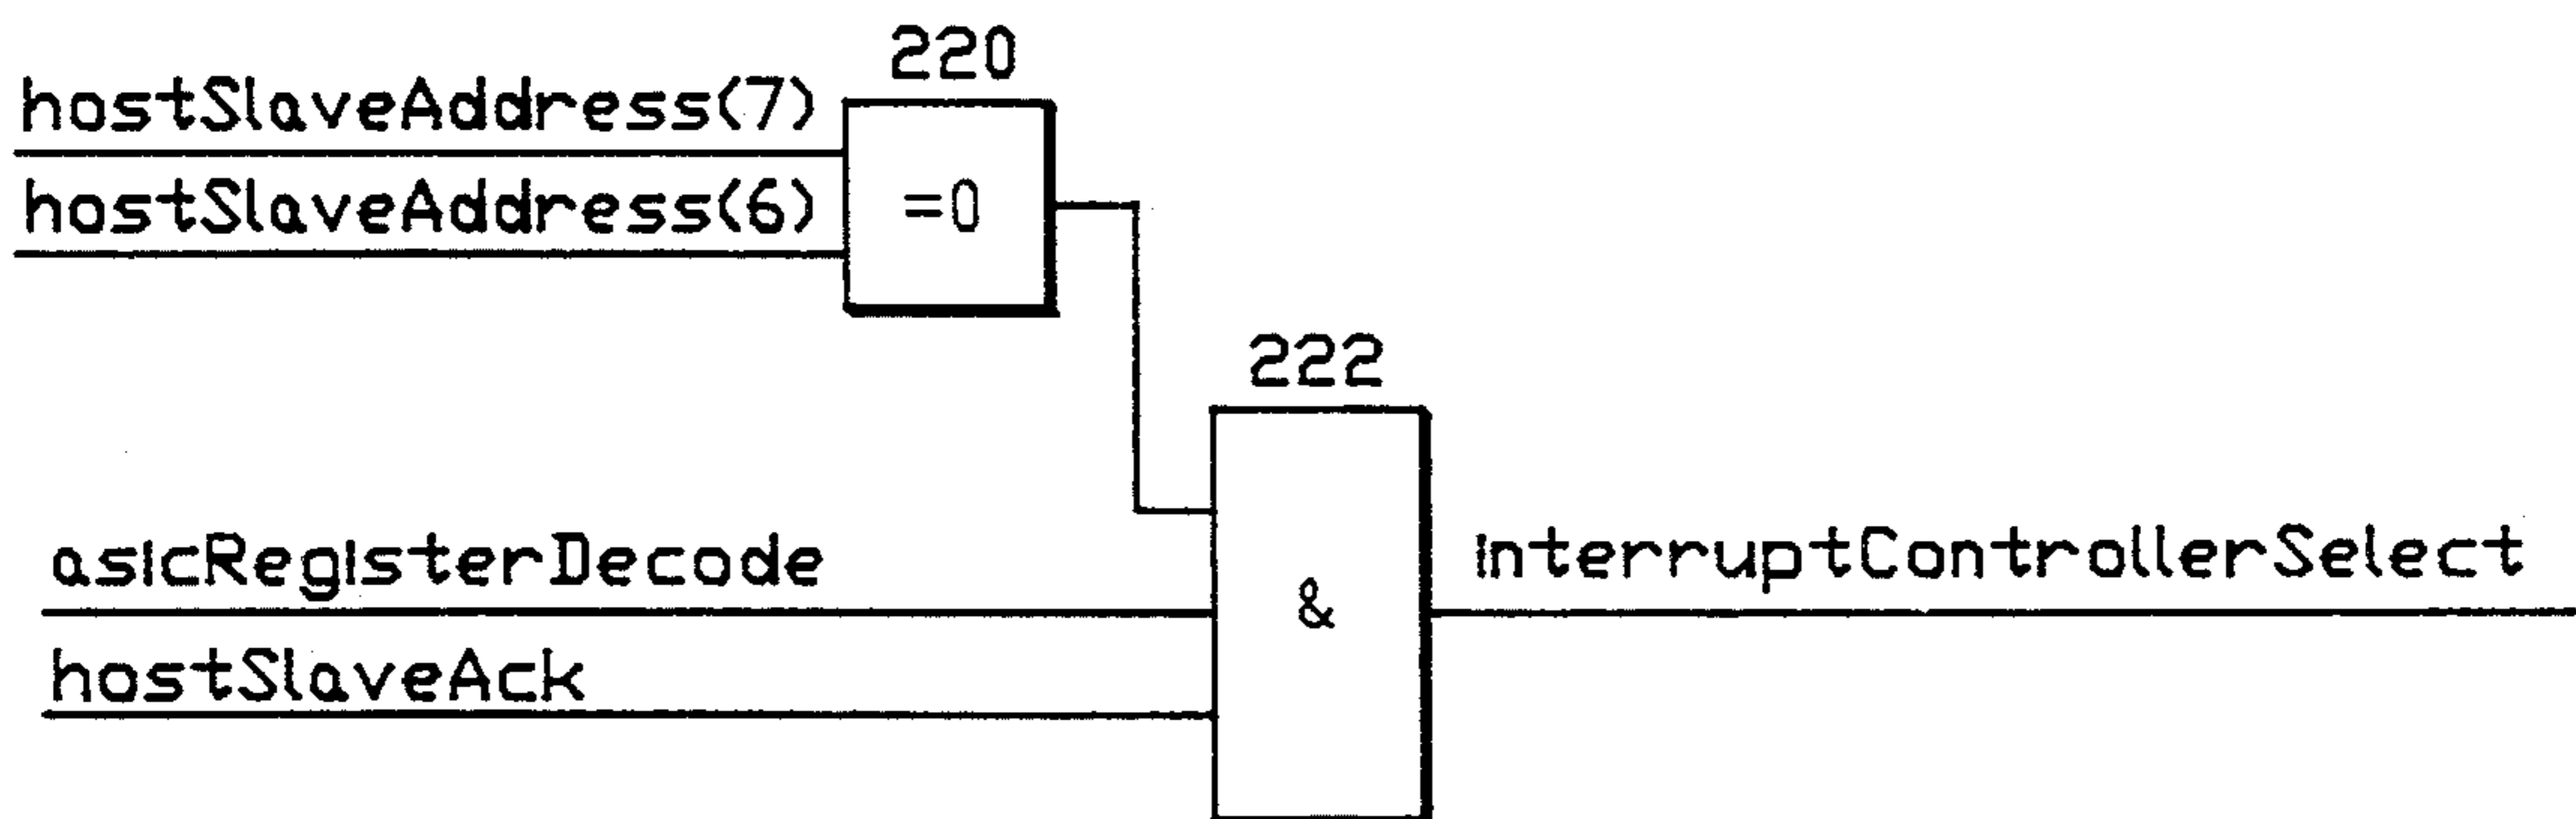 220
hostSlaveAddress(7)
hostSlaveAddress(6)
=0
222
asicRegisterDecode
interruptControllerSelect
&
hostSlaveAck